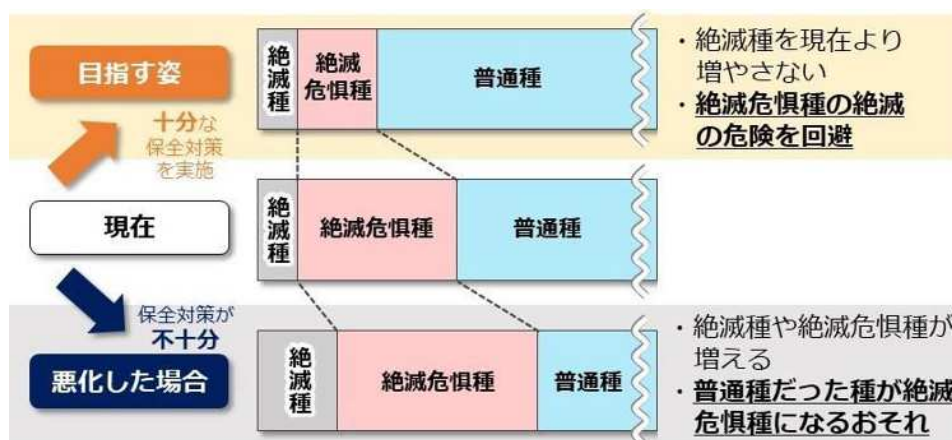 目指す姿
十分な
保全対策
を実施
絶滅種
絶滅
危惧種
普通種
・絶滅種を現在より
増やさない
・絶滅危惧種の絶滅
の危険を回避
現在
絶滅種
絶滅危惧種
普通種
保全対策が
不十分
悪化した場合
絶滅種
絶滅危惧種
普通種
・絶滅種や絶滅危惧種が
増える
・普通種だった種が絶滅
危惧種になるおそれ